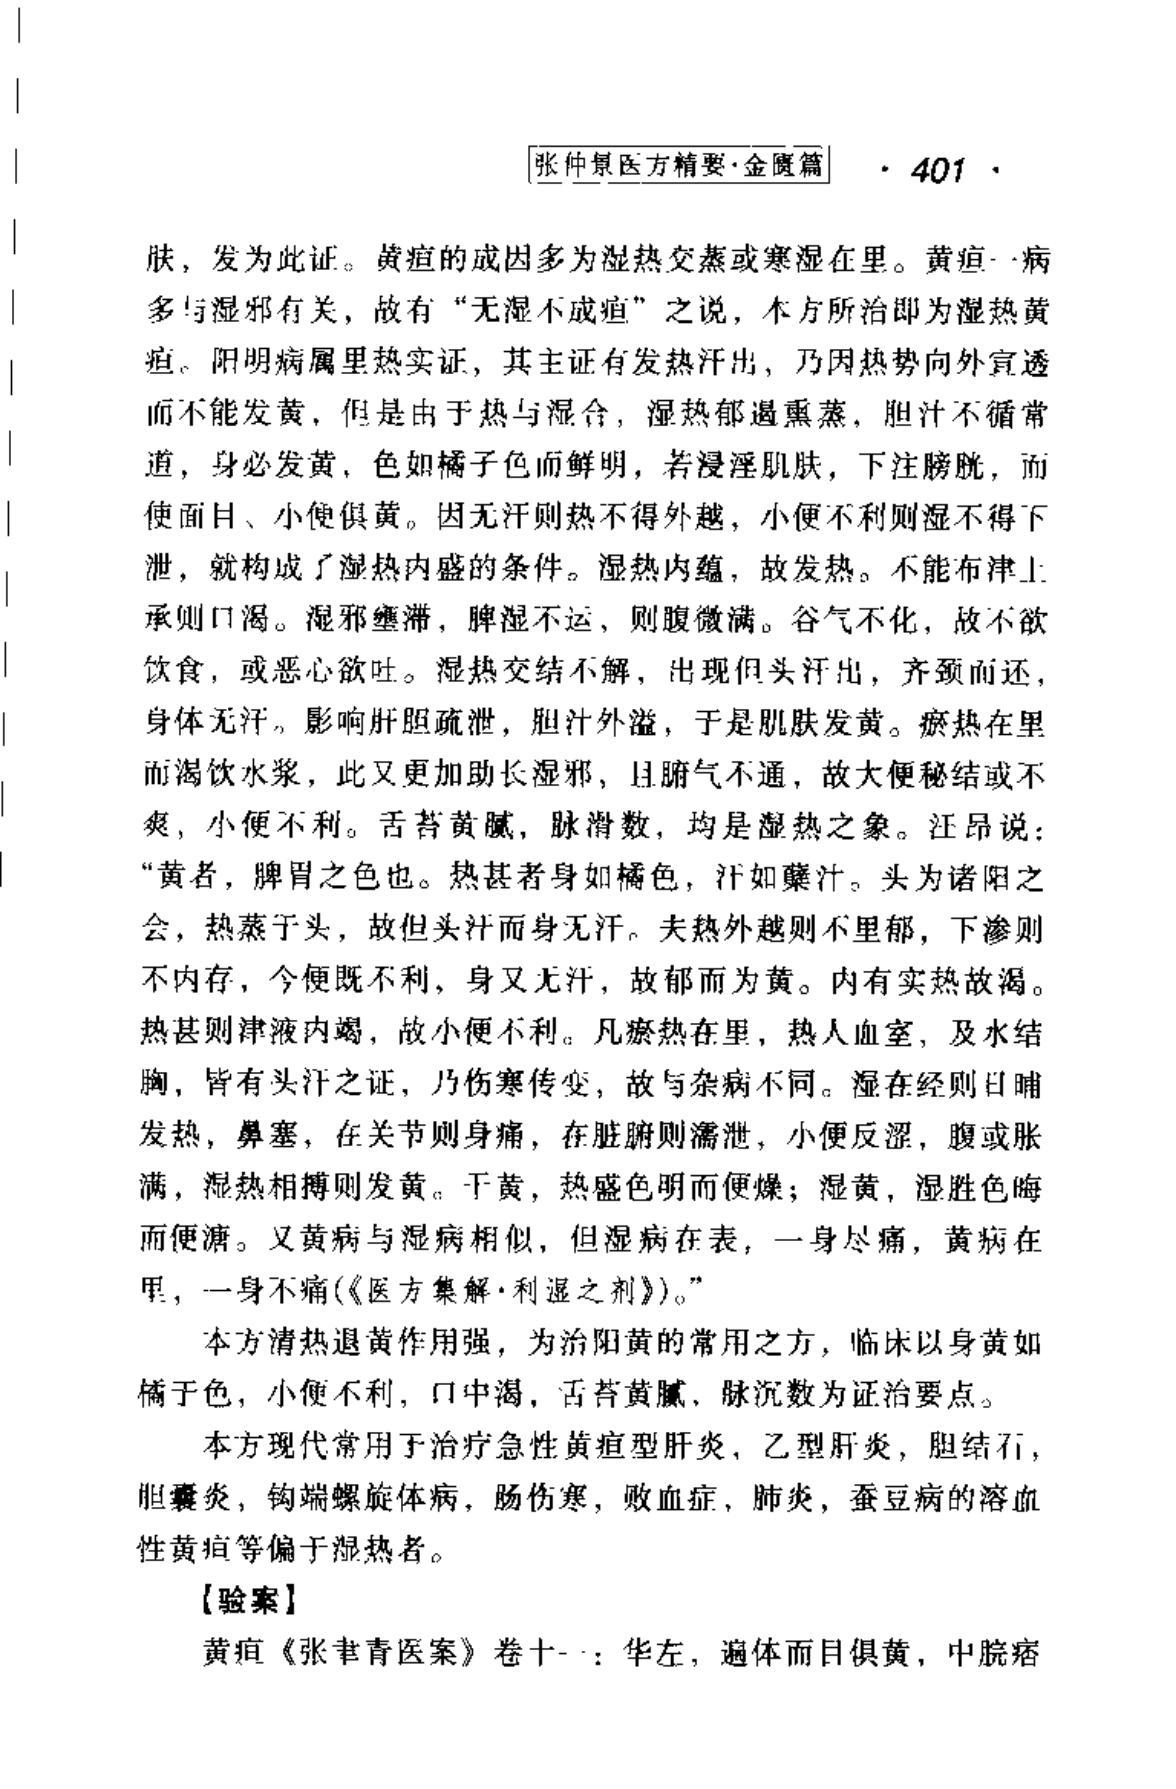 张仲景医方精要·金匮篇 · 401 ·
肤，发为此证。黄疸的成因多为湿热交蒸或寒湿在里。黄疸一病
多与湿邪有关，故有“无湿不成疸”之说，本方所治即为湿热黄
疸。阳明病属里热实证，其主证有发热汗出，乃因热势向外宣透
而不能发黄，但是由于热与湿合，湿热郁遏熏蒸，胆汁不循常
道，身必发黄，色如橘子色而鲜明，若浸淫肌肤，下注膀胱，而
使面目、小便俱黄。因无汗则热不得外越，小便不利则湿不得下
泄，就构成了湿热内盛的条件。湿热内蕴，故发热。不能布津上
承则口渴。湿邪壅滞，脾湿不运，则腹微满。谷气不化，故不欲
饮食，或恶心欲吐。湿热交结不解，出现但头汗出，齐颈而还，
身体无汗。影响肝胆疏泄，胆汁外溢，于是肌肤发黄。瘀热在里
而渴饮水浆，此又更加助长湿邪，且腑气不通，故大便秘结或不
爽，小便不利。舌苔黄腻，脉滑数，均是湿热之象。汪昂说：
“黄者，脾胃之色也。热甚者身如橘色，汗如蘖汁。头为诸阳之
会，热蒸于头，故但头汗而身无汗。夫热外越则不里郁，下渗则
不内存，今便既不利，身又无汗，故郁而为黄。内有实热故渴。
热甚则津液内竭，故小便不利。凡瘀热在里，热人血室，及水结
胸，皆有头汗之证，乃伤寒传变，故与杂病不同。湿在经则日晡
发热，鼻塞，在关节则身痛，在脏腑则濡泄，小便反涩，腹或胀
满，湿热相搏则发黄。干黄，热盛色明而便燥；湿黄，湿胜色晦
而便溏。又黄病与湿病相似，但湿病在表，一身尽痛，黄病在
里，一身不痛(《医方集解·利湿之剂》)。”
本方清热退黄作用强，为治阳黄的常用之方，临床以身黄如
橘子色，小便不利，口中渴，舌苔黄腻，脉沉数为证治要点。
本方现代常用于治疗急性黄疸型肝炎，乙型肝炎，胆结石，
胆囊炎，钩端螺旋体病，肠伤寒，败血症，肺炎，蚕豆病的溶血
性黄疸等偏于湿热者。
【验案】
黄疸《张聿青医案》卷十一：华左，遍体面目俱黄，中脘痞